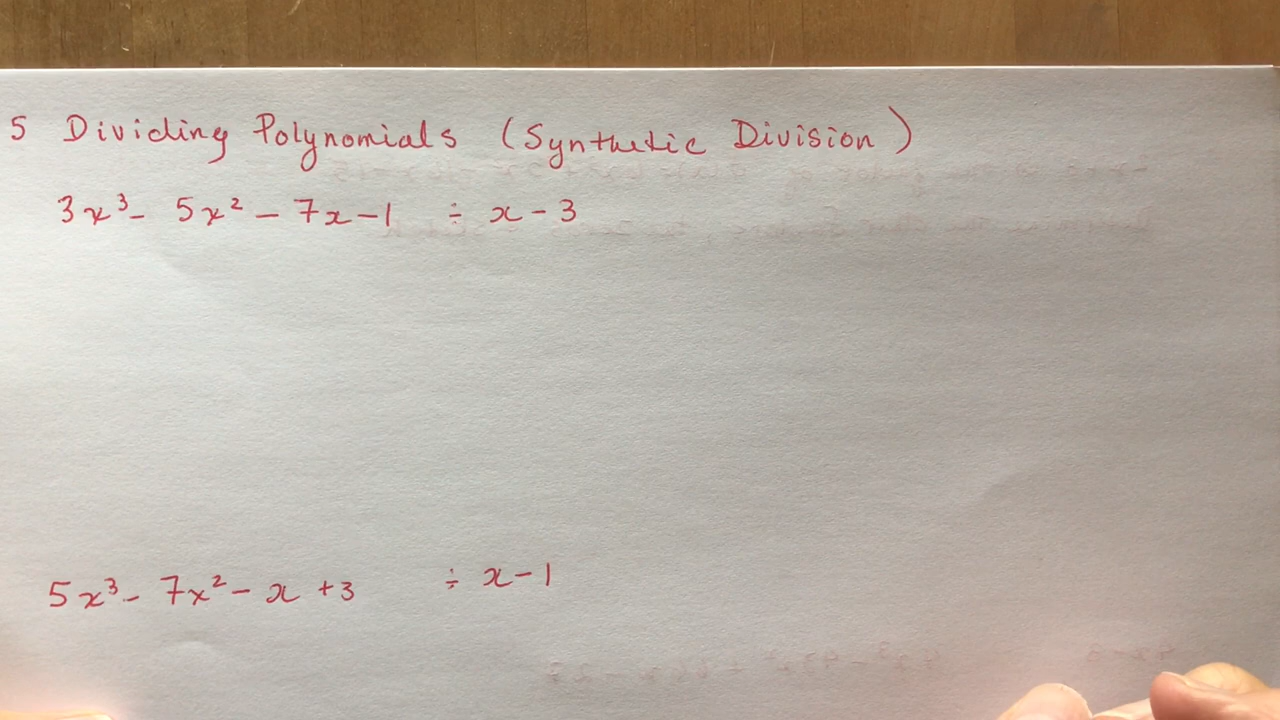 5 Dividing Polynomials (Synthetic Division)
3x³ - 5x² - 7x - 1 ÷ x - 3
5x³ - 7x² - x + 3 ÷ x - 1